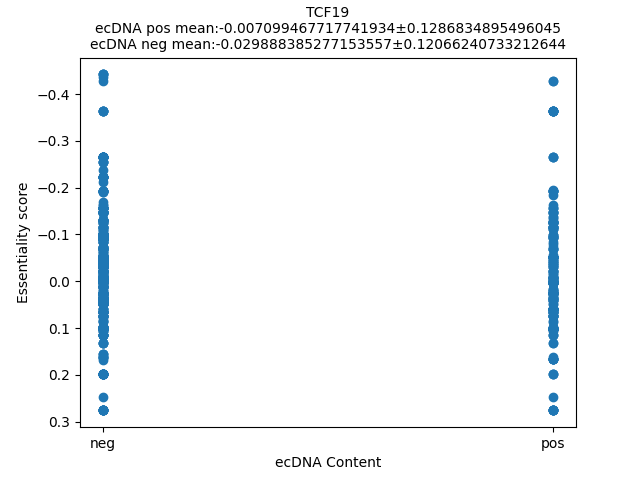 TCF19
ecDNA pos mean:-0.007099467717741934±0.1286834895496045
ecDNA neg mean:-0.029888385277153557±0.12066240733212644
−0.4
−0.3
−0.2
−0.1
0.0
0.1
0.2
0.3
Essentiality score
neg
pos
ecDNA Content